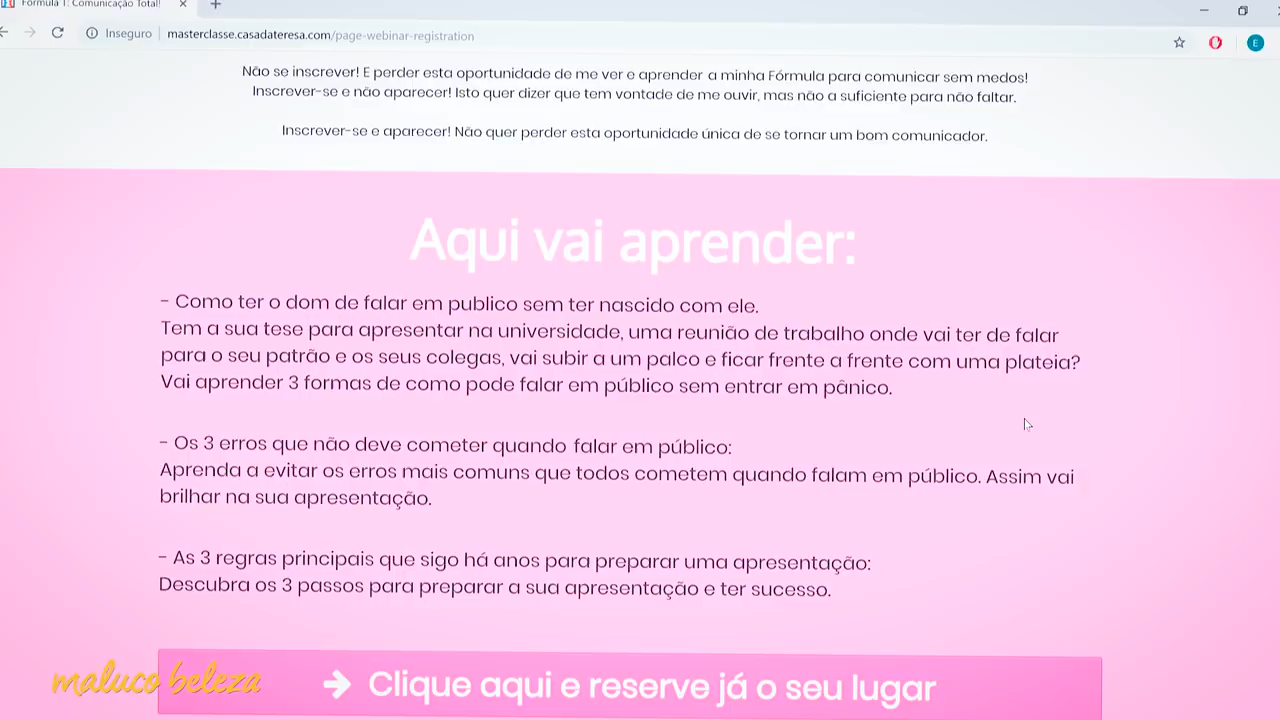 Fórmula 1: Comunicação Total!
Inseguro
masterclasse.casadateresa.com/page-webinar-registration
E
Não se inscrever! E perder esta oportunidade de me ver e aprender a minha Fórmula para comunicar sem medos!
Inscrever-se e não aparecer! Isto quer dizer que tem vontade de me ouvir, mas não a suficiente para não faltar.
Inscrever-se e aparecer! Não quer perder esta oportunidade única de se tornar um bom comunicador.
Aqui vai aprender:
- Como ter o dom de falar em publico sem ter nascido com ele.
Tem a sua tese para apresentar na universidade, uma reunião de trabalho onde vai ter de falar
para o seu patrão e os seus colegas, vai subir a um palco e ficar frente a frente com uma plateia?
Vai aprender 3 formas de como pode falar em público sem entrar em pânico.
- Os 3 erros que não deve cometer quando falar em público:
Aprenda a evitar os erros mais comuns que todos cometem quando falam em público. Assim vai
brilhar na sua apresentação.
- As 3 regras principais que sigo há anos para preparar uma apresentação:
Descubra os 3 passos para preparar a sua apresentação e ter sucesso.
maluco beleza
Clique aqui e reserve já o seu lugar